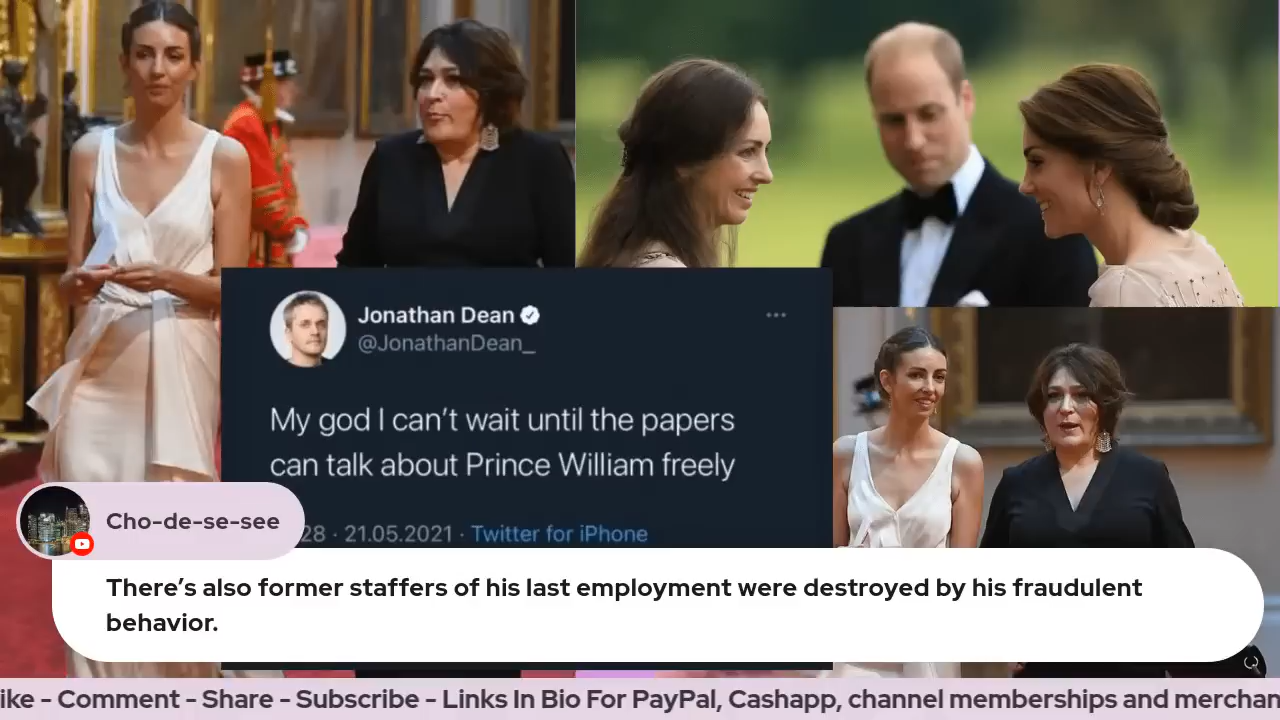 Jonathan Dean
@JonathanDean_
My god I can't wait until the papers
can talk about Prince William freely
28 · 21.05.2021 · Twitter for iPhone
Cho-de-se-see
There's also former staffers of his last employment were destroyed by his fraudulent
behavior.
ike - Comment - Share - Subscribe - Links In Bio For PayPal, Cashapp, channel memberships and merchan